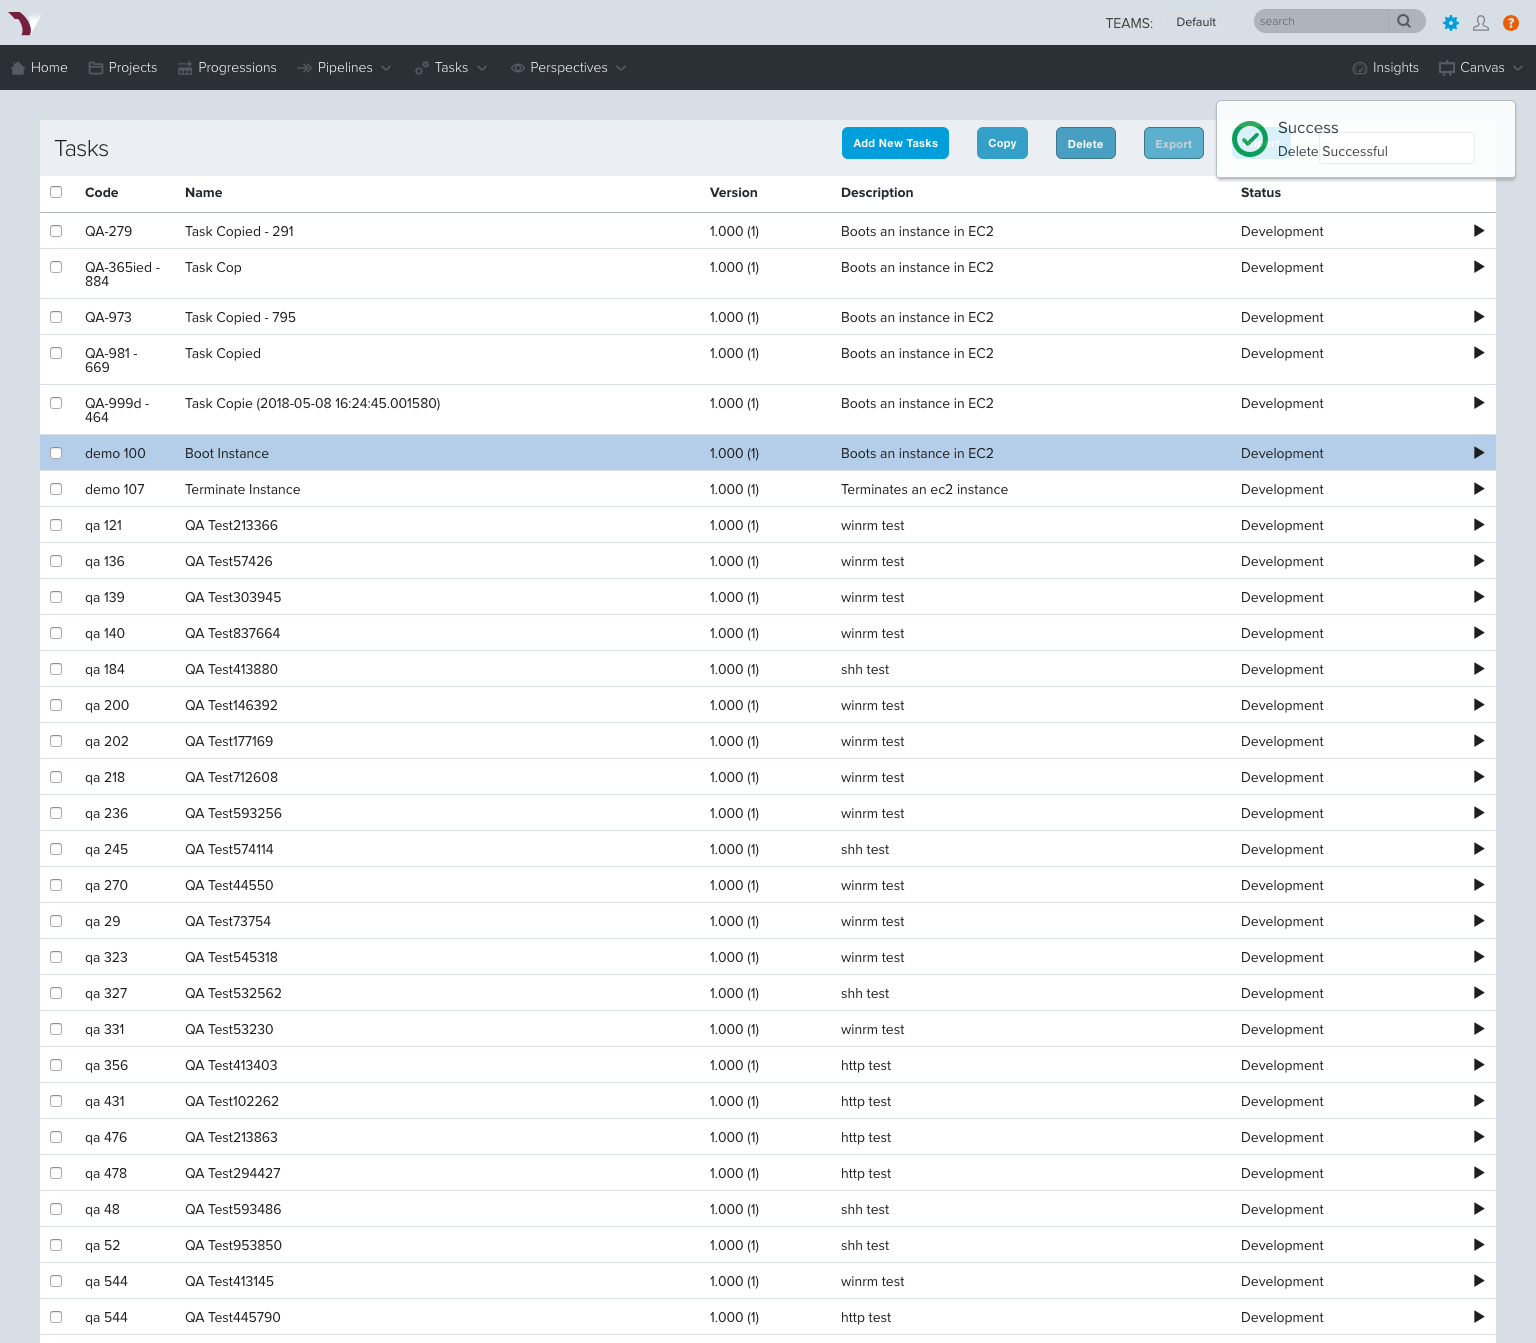 TEAMS: Default search ?
Home Projects Progressions Pipelines Tasks Perspectives Insights Canvas
Tasks Add New Tasks Copy Delete Export
Success
Delete Successful
Code Name Version Description Status
QA-279 Task Copied - 291 1.000 (1) Boots an instance in EC2 Development
QA-365ied - Task Cop 1.000 (1) Boots an instance in EC2 Development
884
QA-973 Task Copied - 795 1.000 (1) Boots an instance in EC2 Development
QA-981 - Task Copied 1.000 (1) Boots an instance in EC2 Development
669
QA-999d - Task Copie (2018-05-08 16:24:45.001580) 1.000 (1) Boots an instance in EC2 Development
464
demo 100 Boot Instance 1.000 (1) Boots an instance in EC2 Development
demo 107 Terminate Instance 1.000 (1) Terminates an ec2 instance Development
qa 121 QA Test213366 1.000 (1) winrm test Development
qa 136 QA Test57426 1.000 (1) winrm test Development
qa 139 QA Test303945 1.000 (1) winrm test Development
qa 140 QA Test837664 1.000 (1) winrm test Development
qa 184 QA Test413880 1.000 (1) shh test Development
qa 200 QA Test146392 1.000 (1) winrm test Development
qa 202 QA Test177169 1.000 (1) winrm test Development
qa 218 QA Test712608 1.000 (1) winrm test Development
qa 236 QA Test593256 1.000 (1) winrm test Development
qa 245 QA Test574114 1.000 (1) shh test Development
qa 270 QA Test44550 1.000 (1) winrm test Development
qa 29 QA Test73754 1.000 (1) winrm test Development
qa 323 QA Test545318 1.000 (1) winrm test Development
qa 327 QA Test532562 1.000 (1) shh test Development
qa 331 QA Test53230 1.000 (1) winrm test Development
qa 356 QA Test413403 1.000 (1) http test Development
qa 431 QA Test102262 1.000 (1) http test Development
qa 476 QA Test213863 1.000 (1) http test Development
qa 478 QA Test294427 1.000 (1) http test Development
qa 48 QA Test593486 1.000 (1) shh test Development
qa 52 QA Test953850 1.000 (1) shh test Development
qa 544 QA Test413145 1.000 (1) winrm test Development
qa 544 QA Test445790 1.000 (1) http test Development